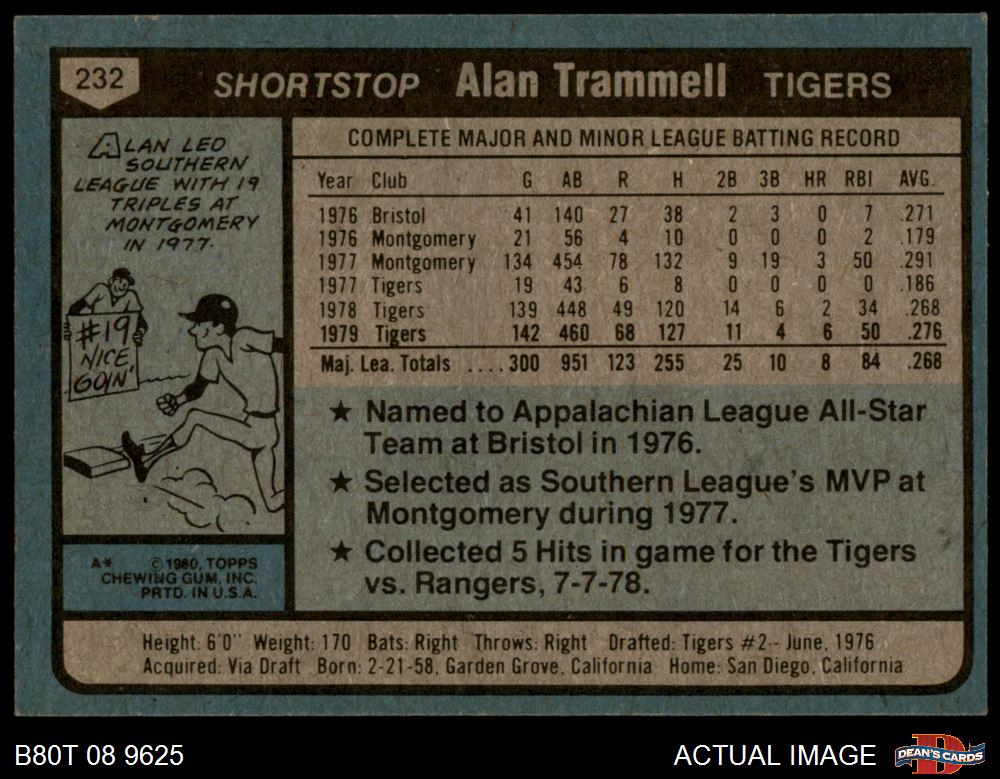 232
SHORTSTOP Alan Trammell TIGERS
ALAN LED
SOUTHERN
LEAGUE WITH 19
TRIPLES AT
MONTGOMERY
IN 1977.
#19
NICE
GOIN'
A* © 1980, TOPPS
CHEWING GUM, INC.
PRTD. IN U.S.A.
COMPLETE MAJOR AND MINOR LEAGUE BATTING RECORD
Year Club G AB R H 2B 3B HR RBI AVG.
1976 Bristol 41 140 27 38 2 3 0 7 .271
1976 Montgomery 21 56 4 10 0 0 0 2 .179
1977 Montgomery 134 454 78 132 9 19 3 50 .291
1977 Tigers 19 43 6 8 0 0 0 0 .186
1978 Tigers 139 448 49 120 14 6 2 34 .268
1979 Tigers 142 460 68 127 11 4 6 50 .276
Maj. Lea. Totals ....300 951 123 255 25 10 8 84 .268
★ Named to Appalachian League All-Star
Team at Bristol in 1976.
★ Selected as Southern League's MVP at
Montgomery during 1977.
★ Collected 5 Hits in game for the Tigers
vs. Rangers, 7-7-78.
Height: 6'0" Weight: 170 Bats: Right Throws: Right Drafted: Tigers #2-- June, 1976
Acquired: Via Draft Born: 2-21-58, Garden Grove, California Home: San Diego, California
B80T 08 9625
ACTUAL IMAGE
D
DEAN'S CARDS